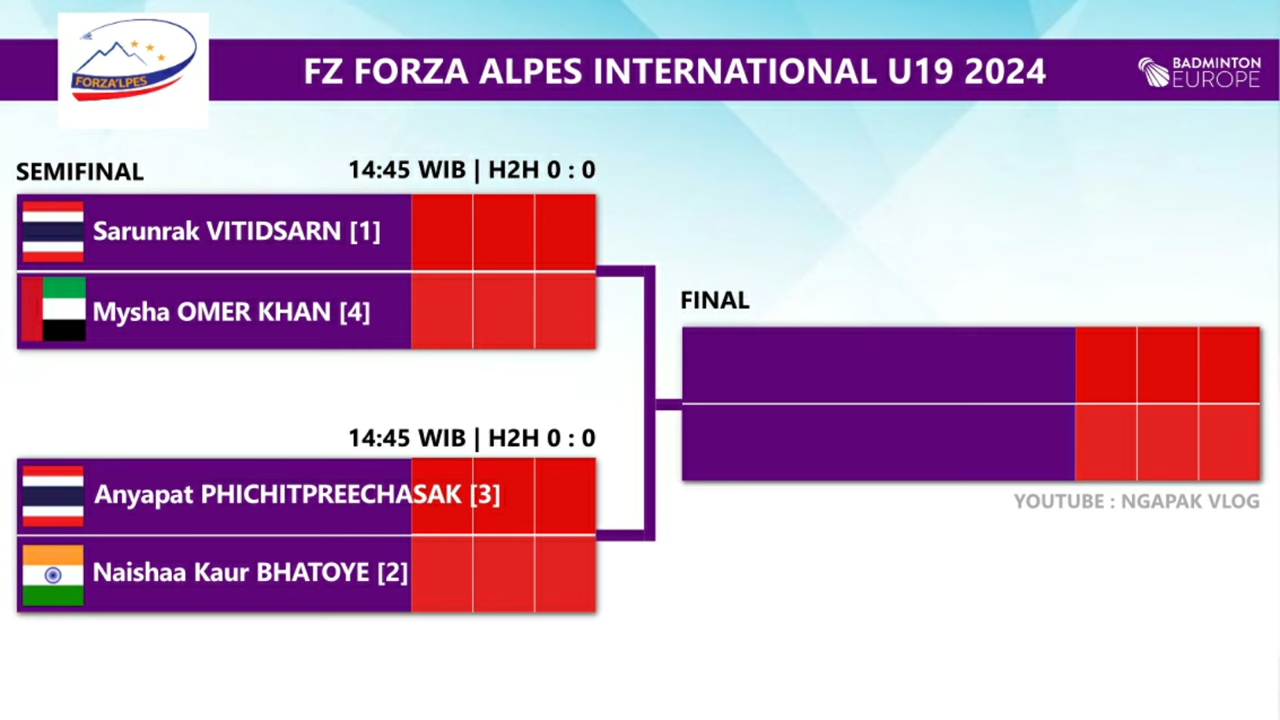 FORZA'LPES
FZ FORZA ALPES INTERNATIONAL U19 2024
BADMINTON
EUROPE
SEMIFINAL
14:45 WIB | H2H 0 : 0
Sarunrak VITIDSARN [1]
Mysha OMER KHAN [4]
FINAL
14:45 WIB | H2H 0 : 0
Anyapat PHICHITPREECHASAK [3]
Naishaa Kaur BHATOYE [2]
YOUTUBE : NGAPAK VLOG